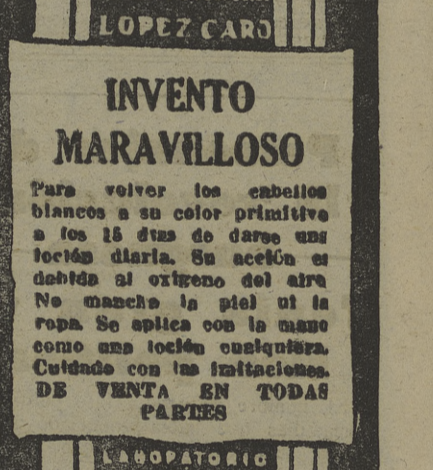 LOPEZ CARO
INVENTO
MARAVILLOSO
Para volver los cabellos
blancos a su color primitivo
a los 15 días de darse una
loción diaria. Su acción es
debida al oxigeno del aire
No mancha la piel ni la
ropa. Se aplica con la mano
como una loción cualquiera.
Cuidado con las imitaciones.
DE VENTA EN TODAS
PARTES
LABORATORIO